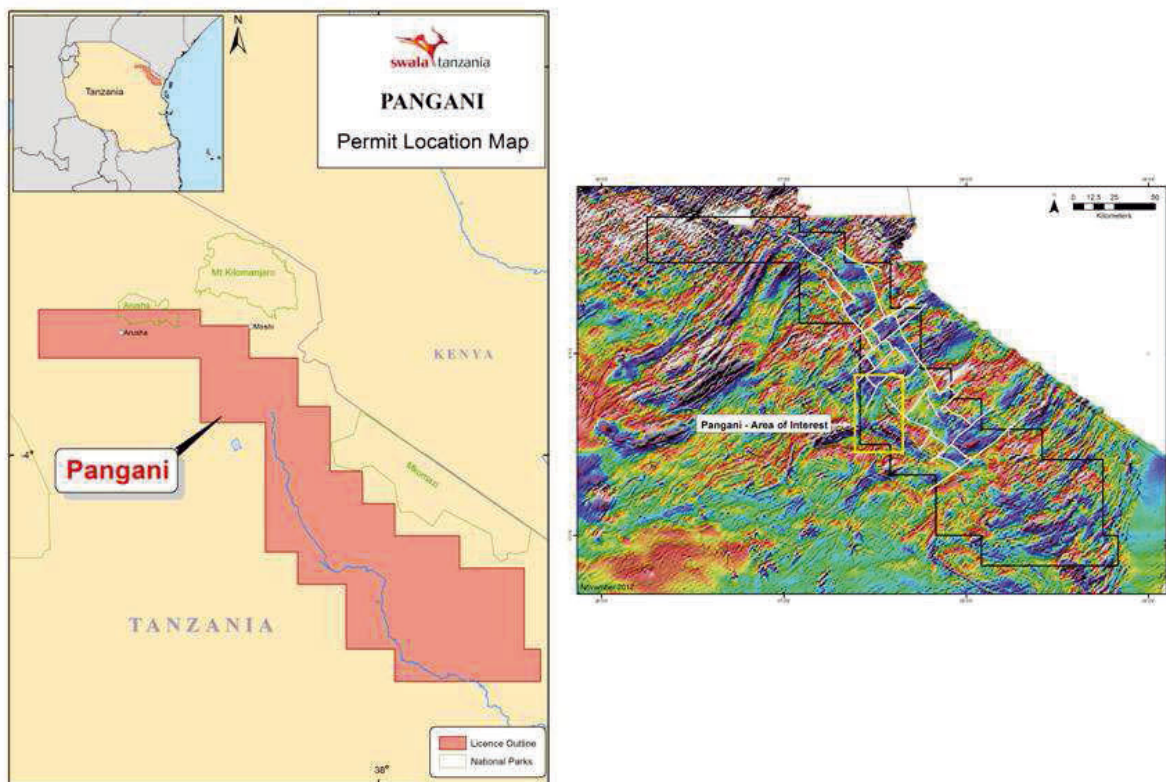 N
Tanzania
swala tanzania
PANGANI
Permit Location Map
Mt Kilomanjaro
Arusha
Arusha
Moshi
KENYA
-4°
Pangani
Mkomazi
TANZANIA
Licence Outline
National Parks
38°
0 12.5 25 50
Kilometers
Pangani - Area of Interest
November 2012